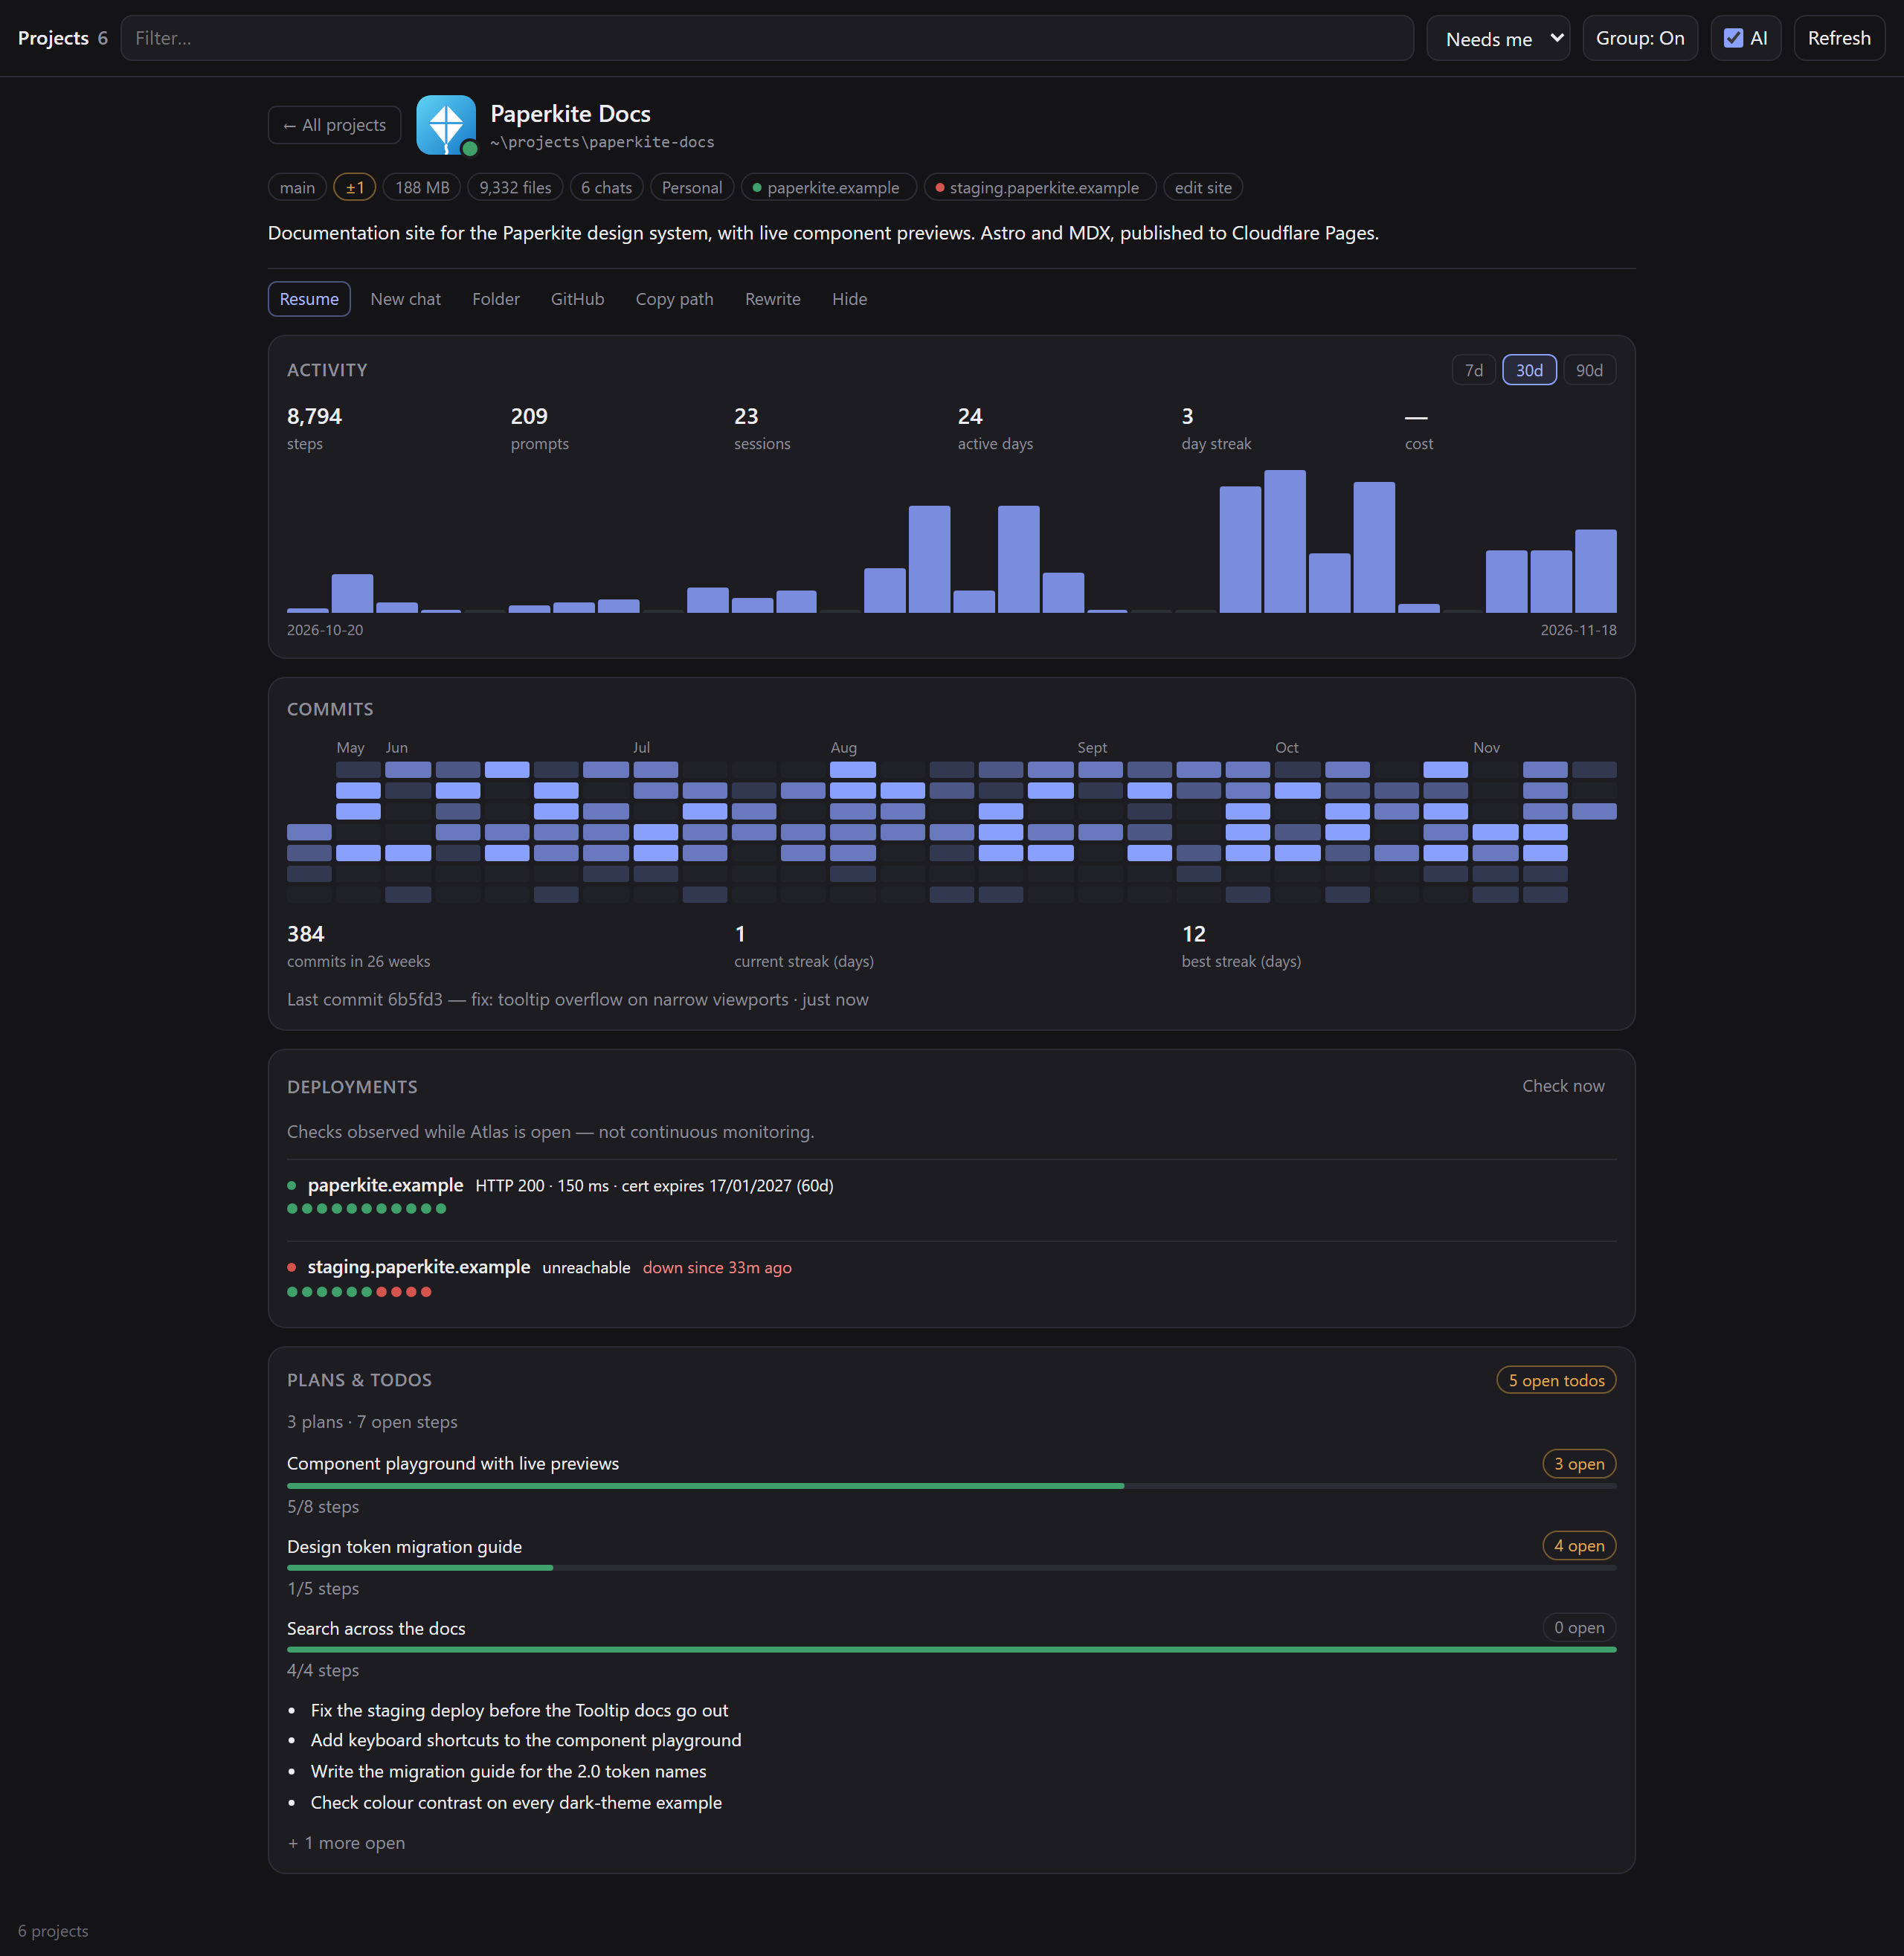 Projects 6 Filter... Needs me Group: On AI Refresh
← All projects
Paperkite Docs
~\projects\paperkite-docs
main ±1 188 MB 9,332 files 6 chats Personal paperkite.example staging.paperkite.example edit site
Documentation site for the Paperkite design system, with live component previews. Astro and MDX, published to Cloudflare Pages.
Resume New chat Folder GitHub Copy path Rewrite Hide
ACTIVITY 7d 30d 90d
8,794 209 23 24 3 —
steps prompts sessions active days day streak cost
2026-10-20 2026-11-18
COMMITS
May Jun Jul Aug Sept Oct Nov
384 1 12
commits in 26 weeks current streak (days) best streak (days)
Last commit 6b5fd3 — fix: tooltip overflow on narrow viewports · just now
DEPLOYMENTS Check now
Checks observed while Atlas is open — not continuous monitoring.
paperkite.example HTTP 200 · 150 ms · cert expires 17/01/2027 (60d)
staging.paperkite.example unreachable down since 33m ago
PLANS & TODOS 5 open todos
3 plans · 7 open steps
Component playground with live previews 3 open
5/8 steps
Design token migration guide 4 open
1/5 steps
Search across the docs 0 open
4/4 steps
• Fix the staging deploy before the Tooltip docs go out
• Add keyboard shortcuts to the component playground
• Write the migration guide for the 2.0 token names
• Check colour contrast on every dark-theme example
+ 1 more open
6 projects